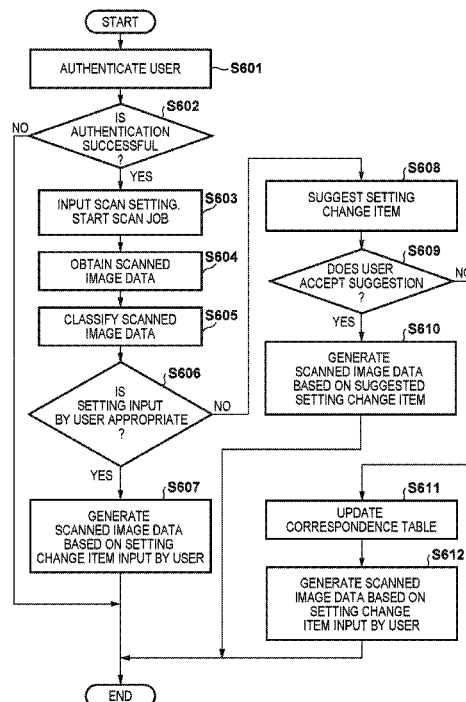 START
AUTHENTICATE USER
S601
S602
IS
AUTHENTICATION
SUCCESSFUL
?
NO
YES
S603
INPUT SCAN SETTING.
START SCAN JOB
S604
OBTAIN SCANNED
IMAGE DATA
S605
CLASSIFY SCANNED
IMAGE DATA
S606
IS
SETTING INPUT
BY USER APPROPRIATE
?
NO
YES
S607
GENERATE
SCANNED IMAGE DATA
BASED ON SETTING
CHANGE ITEM INPUT BY USER
S608
SUGGEST SETTING
CHANGE ITEM
S609
DOES USER
ACCEPT SUGGESTION
?
NO
YES
S610
GENERATE
SCANNED IMAGE DATA
BASED ON SUGGESTED
SETTING CHANGE ITEM
S611
UPDATE
CORRESPONDENCE TABLE
S612
GENERATE SCANNED
IMAGE DATA BASED ON
SETTING CHANGE
ITEM INPUT BY USER
END